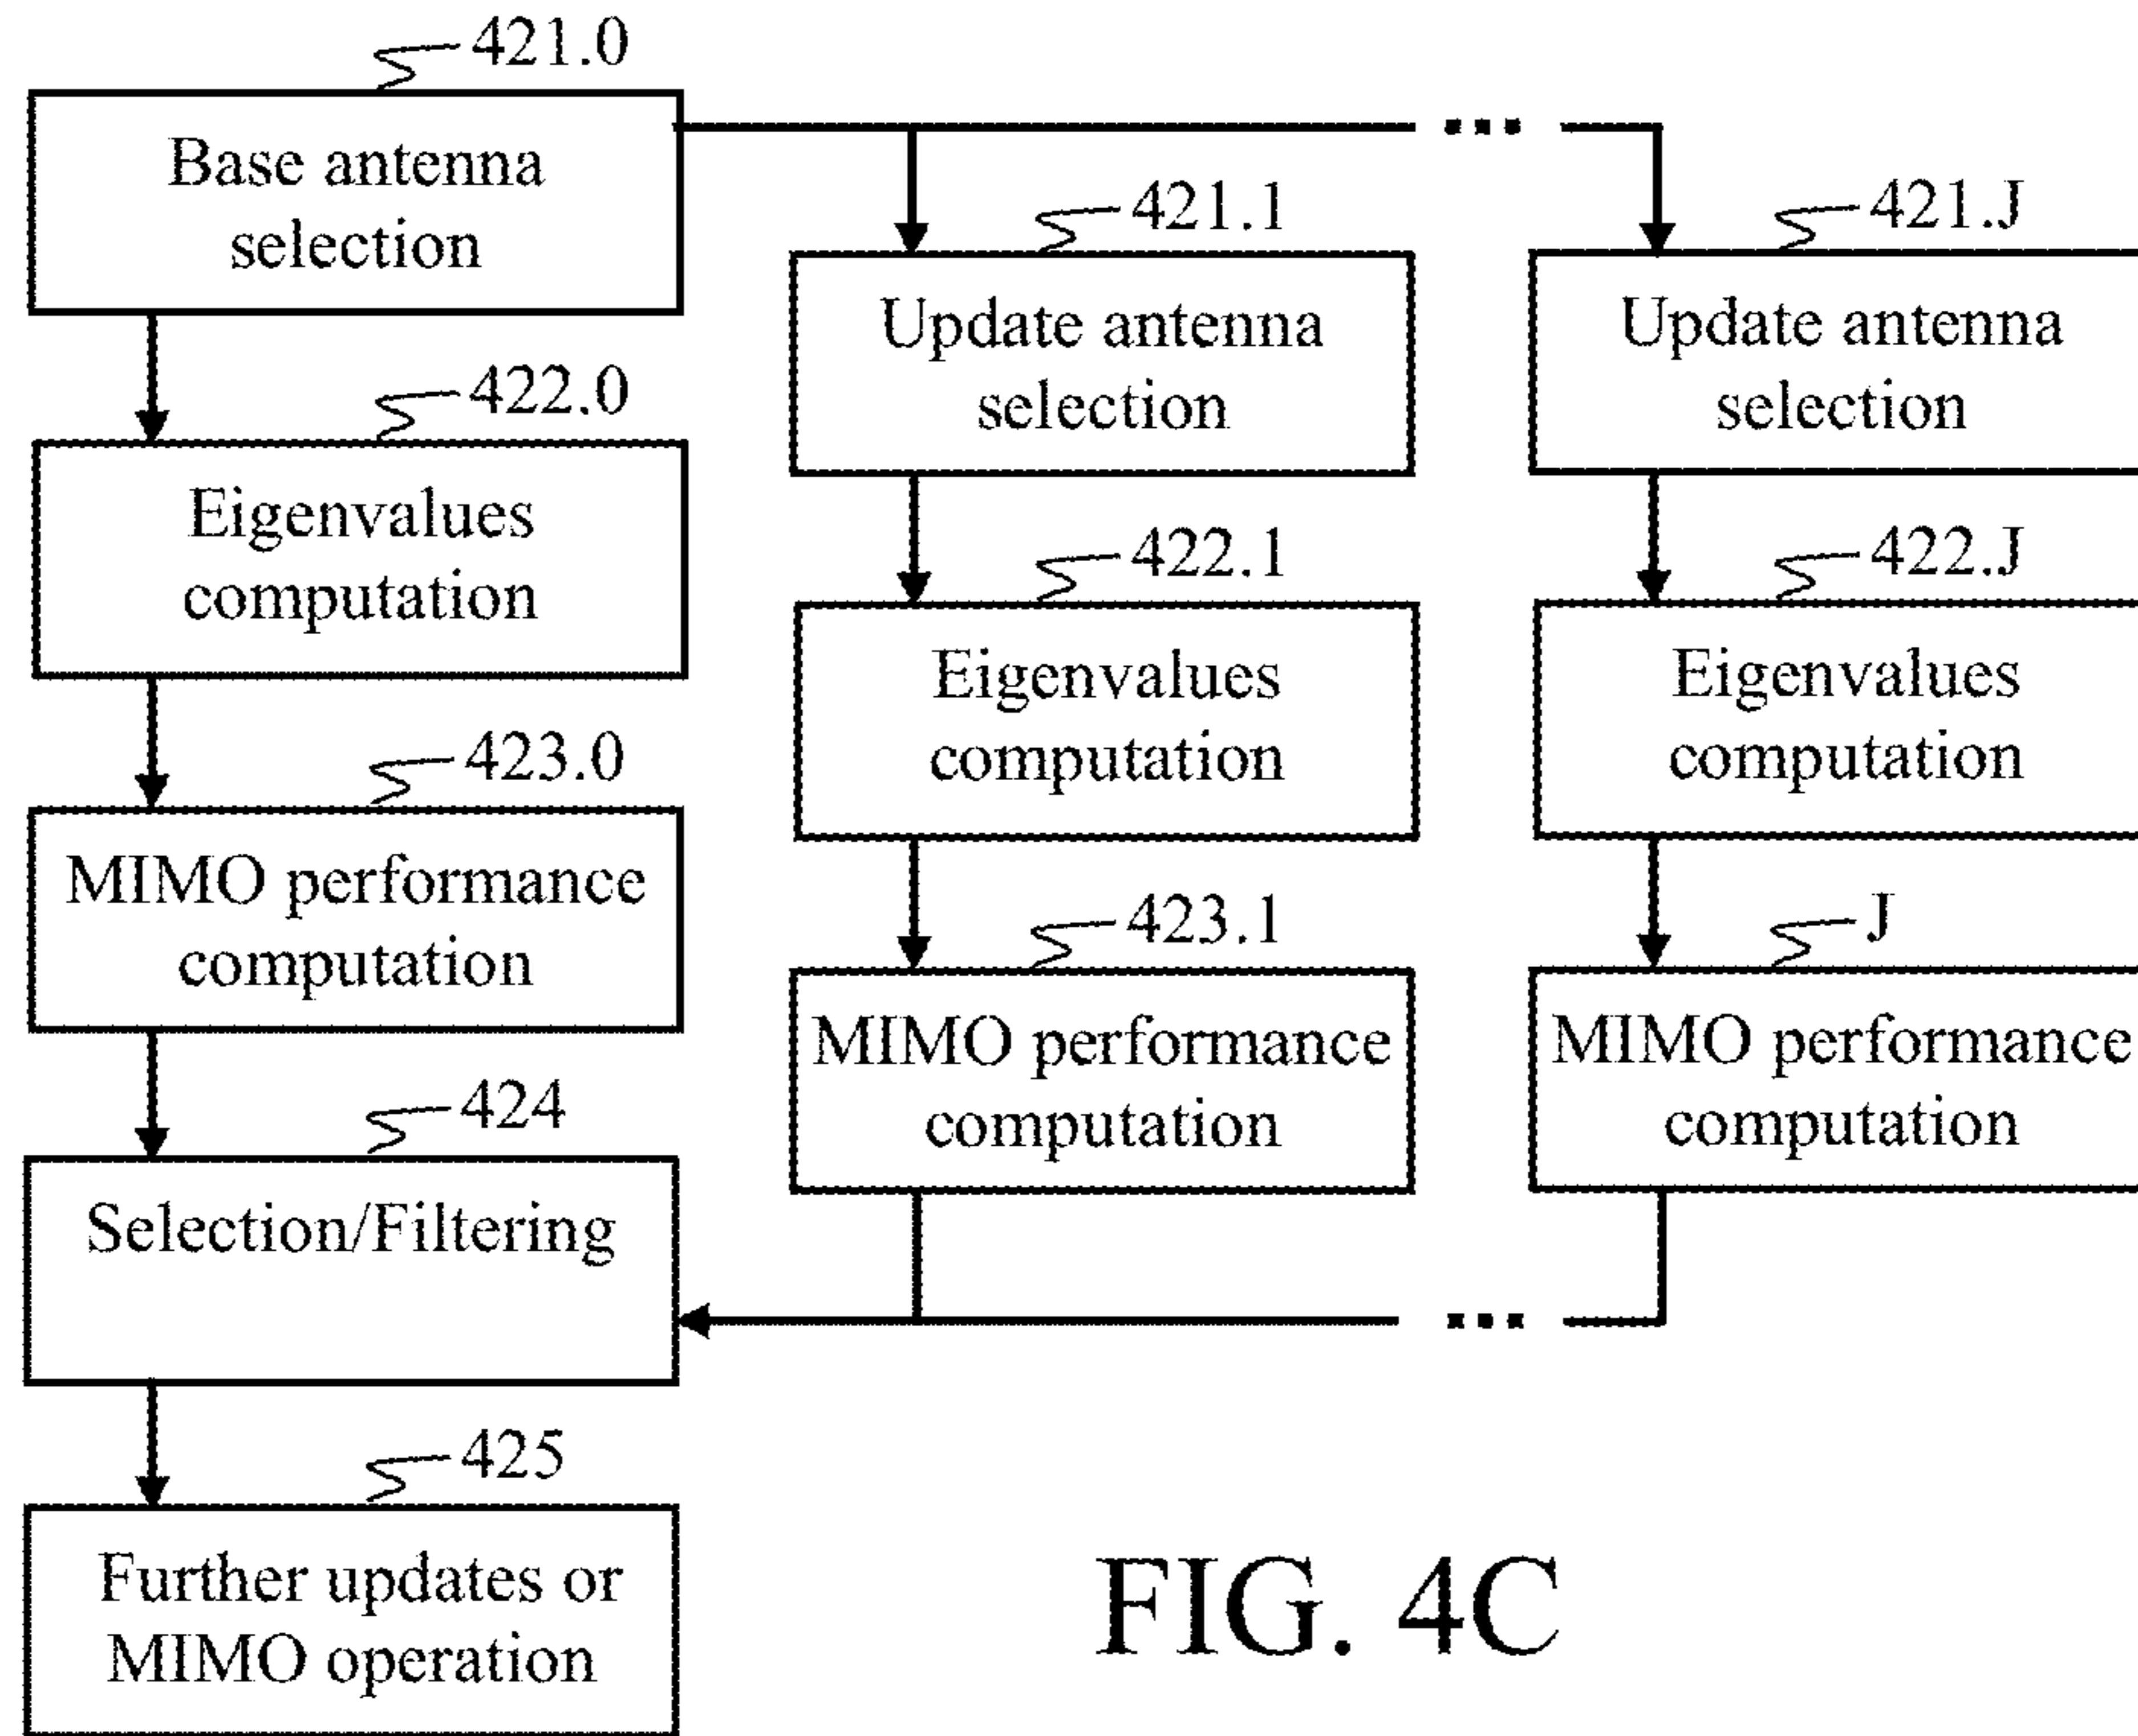 421.0
Base antenna
selection
422.0
Eigenvalues
computation
423.0
MIMO performance
computation
424
Selection/Filtering
425
Further updates or
MIMO operation
421.1
Update antenna
selection
422.1
Eigenvalues
computation
423.1
MIMO performance
computation
...
421.J
Update antenna
selection
422.J
Eigenvalues
computation
J
MIMO performance
computation
...
FIG. 4C